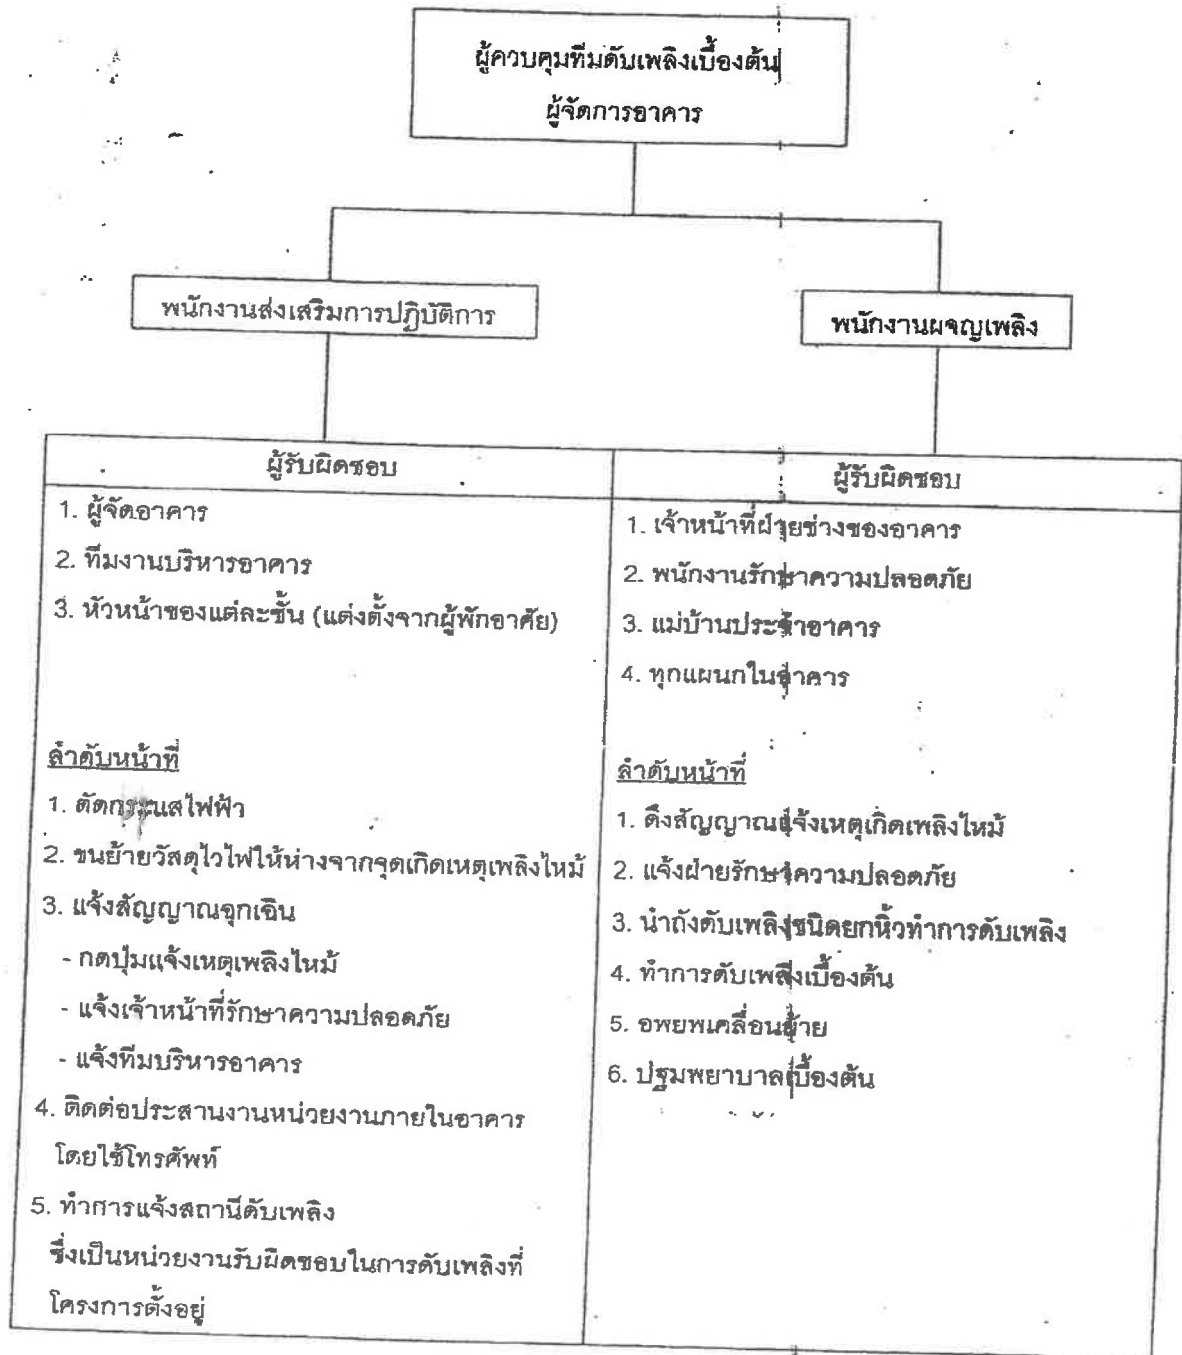 ผู้ควบคุมทีมดับเพลิงเบื้องต้น
ผู้จัดการอาคาร
พนักงานส่งเสริมการปฏิบัติการ
พนักงานผจญเพลิง
ผู้รับผิดชอบ
1. ผู้จัดอาคาร
2. ทีมงานบริหารอาคาร
3. หัวหน้าของแต่ละชั้น (แต่งตั้งจากผู้พักอาศัย)
ลำดับหน้าที่
1. ตัดกระแสไฟฟ้า
2. ขนย้ายวัสดุไวไฟให้ห่างจากจุดเกิดเหตุเพลิงไหม้
3. แจ้งสัญญาณฉุกเฉิน
- กดปุ่มแจ้งเหตุเพลิงไหม้
- แจ้งเจ้าหน้าที่รักษาความปลอดภัย
- แจ้งทีมบริหารอาคาร
4. ติดต่อประสานงานหน่วยงานภายในอาคาร
โดยใช้โทรศัพท์
5. ทำการแจ้งสถานีดับเพลิง
ซึ่งเป็นหน่วยงานรับผิดชอบในการดับเพลิงที่
โครงการตั้งอยู่
ผู้รับผิดชอบ
1. เจ้าหน้าที่ฝ่ายช่างของอาคาร
2. พนักงานรักษาความปลอดภัย
3. แม่บ้านประจำอาคาร
4. ทุกแผนกในอาคาร
ลำดับหน้าที่
1. ดึงสัญญาณแจ้งเหตุเกิดเพลิงไหม้
2. แจ้งฝ่ายรักษาความปลอดภัย
3. นำถังดับเพลิงชนิดยกหิ้วทำการดับเพลิง
4. ทำการดับเพลิงเบื้องต้น
5. อพยพเคลื่อนย้าย
6. ปฐมพยาบาลเบื้องต้น